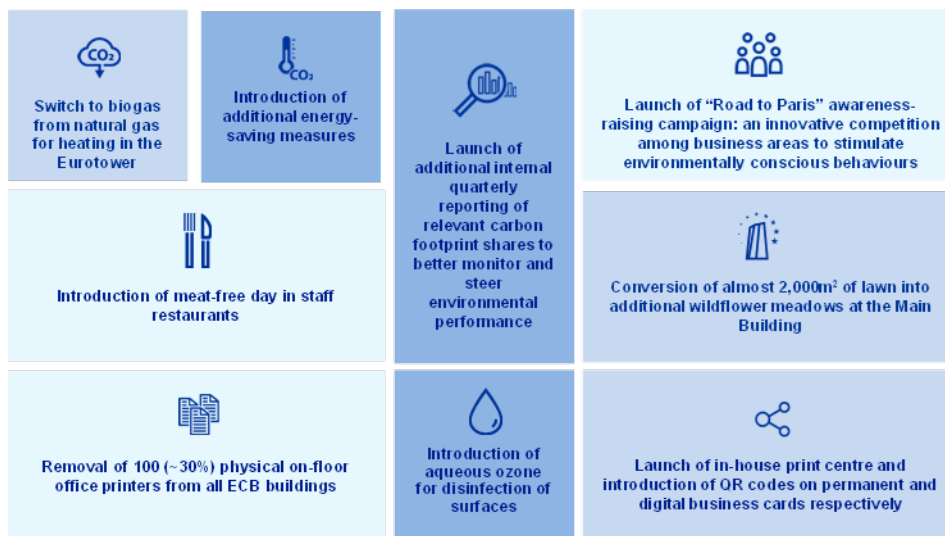 CO₂
Switch to biogas
from natural gas
for heating in the
Eurotower
CO₂
Introduction of
additional energy-
saving measures
Launch of
additional internal
quarterly
reporting of
relevant carbon
footprint shares to
better monitor and
steer
environmental
performance
Launch of “Road to Paris” awareness-
raising campaign: an innovative competition
among business areas to stimulate
environmentally conscious behaviours
Introduction of meat-free day in staff
restaurants
Conversion of almost 2,000m² of lawn into
additional wildflower meadows at the Main
Building
Removal of 100 (~30%) physical on-floor
office printers from all ECB buildings
Introduction of
aqueous ozone
for disinfection of
surfaces
Launch of in-house print centre and
introduction of QR codes on permanent and
digital business cards respectively